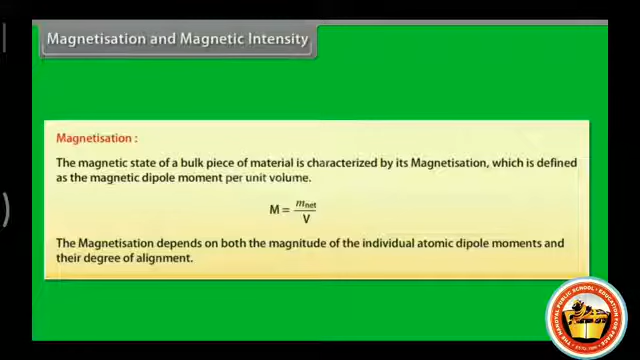 Magnetisation and Magnetic Intensity
Magnetisation :
The magnetic state of a bulk piece of material is characterized by its Magnetisation, which is defined
as the magnetic dipole moment per unit volume.
M = mnet / V
The Magnetisation depends on both the magnitude of the individual atomic dipole moments and
their degree of alignment.